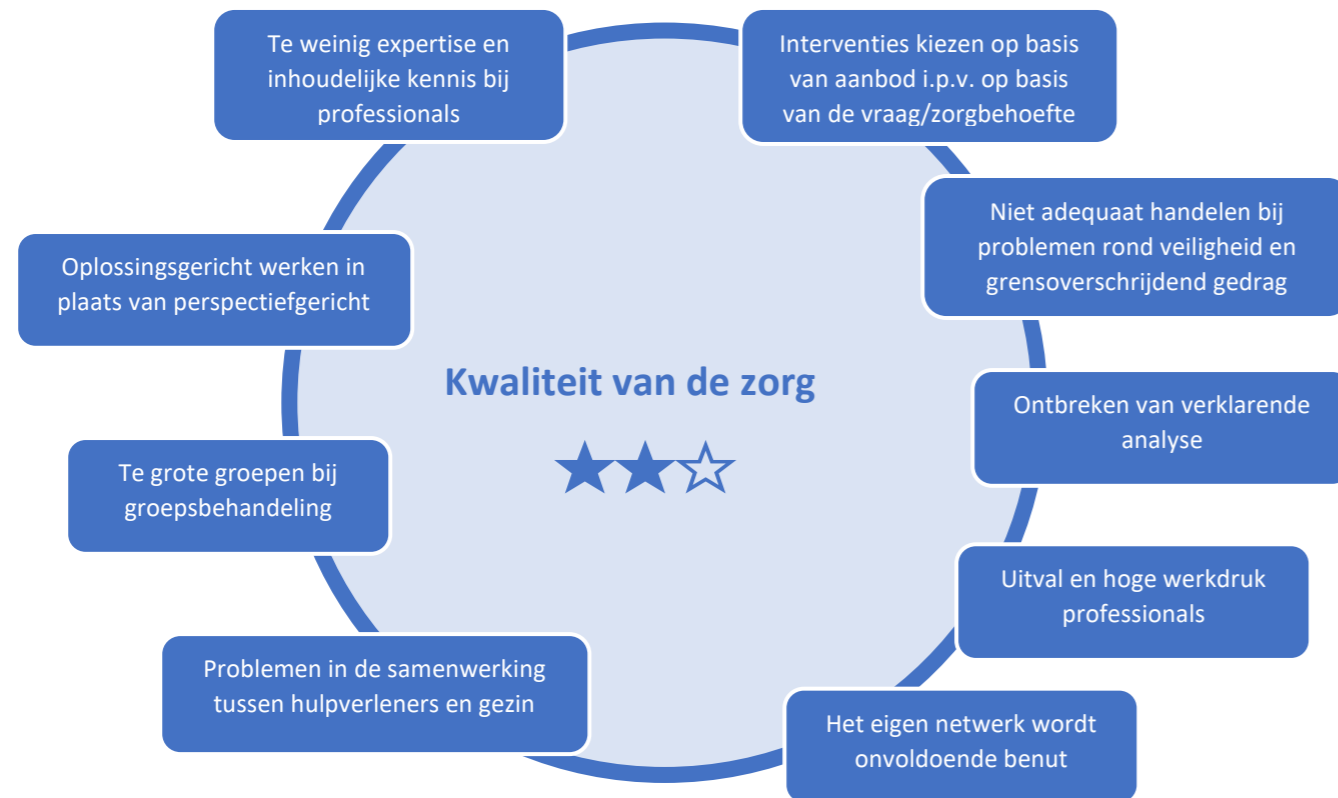 Te weinig expertise en
inhoudelijke kennis bij
professionals
Interventies kiezen op basis
van aanbod i.p.v. op basis
van de vraag/zorgbehoefte
Niet adequaat handelen bij
problemen rond veiligheid en
grensoverschrijdend gedrag
Oplossingsgericht werken in
plaats van perspectiefgericht
Kwaliteit van de zorg
Ontbreken van verklarende
analyse
Te grote groepen bij
groepsbehandeling
Uitval en hoge werkdruk
professionals
Problemen in de samenwerking
tussen hulpverleners en gezin
Het eigen netwerk wordt
onvoldoende benut